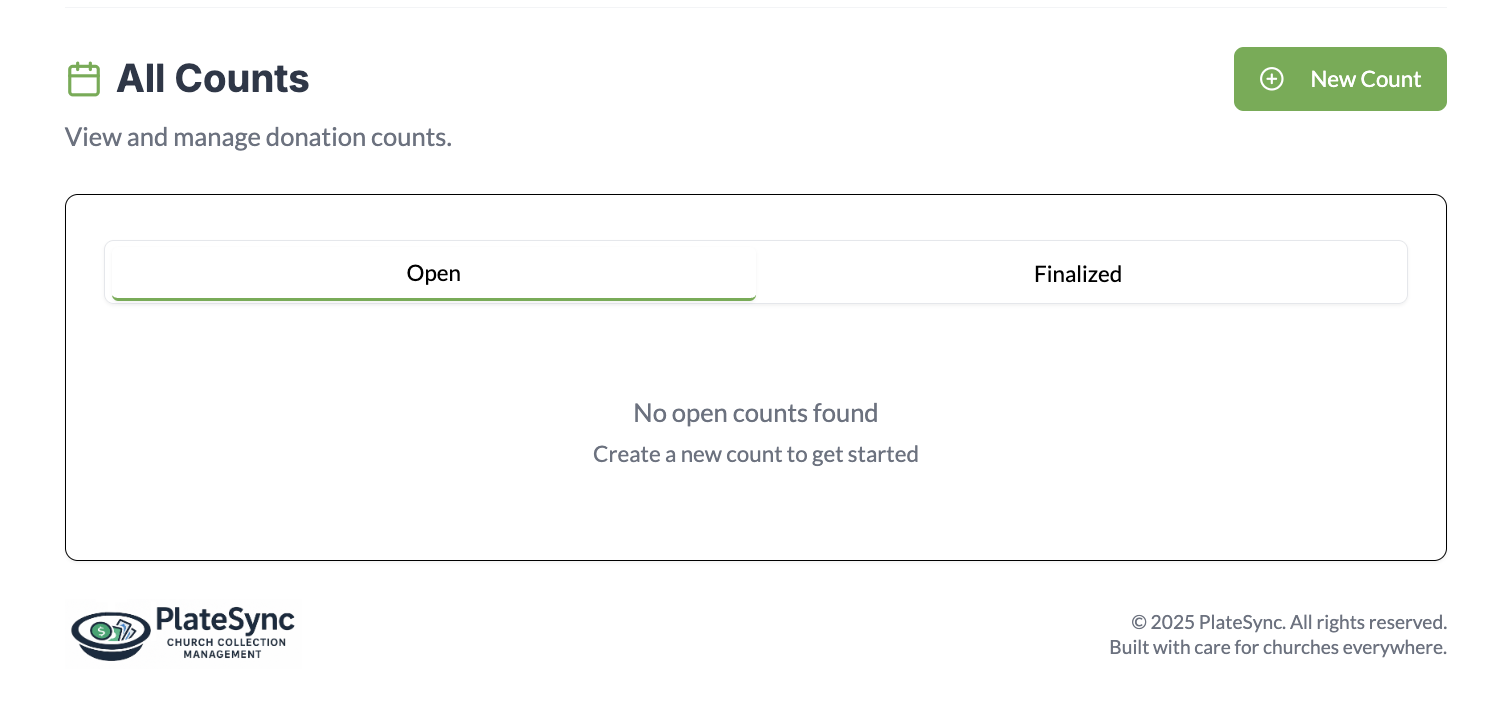 All Counts
New Count
View and manage donation counts.
Open
Finalized
No open counts found
Create a new count to get started
$
PlateSync
CHURCH COLLECTION
MANAGEMENT
© 2025 PlateSync. All rights reserved.
Built with care for churches everywhere.